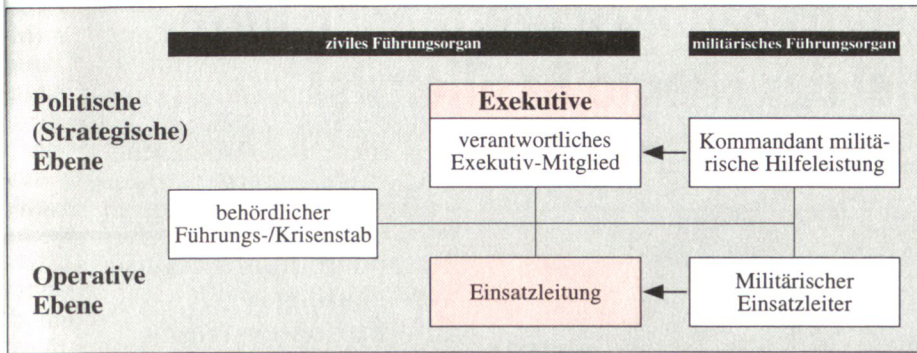 ziviles Führungsorgan
militärisches Führungsorgan
Politische
(Strategische)
Ebene
Exekutive
verantwortliches
Exekutiv-Mitglied
Kommandant militä-
rische Hilfeleistung
behördlicher
Führungs-/Krisenstab
Operative
Ebene
Einsatzleitung
Militärischer
Einsatzleiter